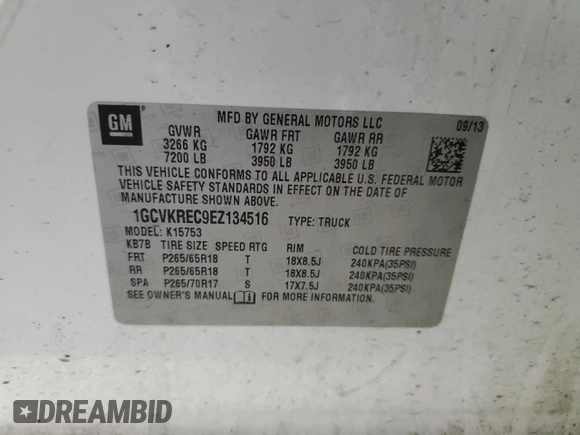 GM
MFD BY GENERAL MOTORS LLC
09/13
GVWR GAWR FRT GAWR RR
3266 KG 1792 KG 1792 KG
7200 LB 3950 LB 3950 LB
THIS VEHICLE CONFORMS TO ALL APPLICABLE U.S. FEDERAL MOTOR
VEHICLE SAFETY STANDARDS IN EFFECT ON THE DATE OF
MANUFACTURE SHOWN ABOVE.
1GCVKREC9EZ134516 TYPE: TRUCK
MODEL: K15753
KB7B TIRE SIZE SPEED RTG RIM COLD TIRE PRESSURE
FRT P265/65R18 T 18X8.5J 240KPA(35PSI)
RR P265/65R18 T 18X8.5J 240KPA(35PSI)
SPA P265/70R17 S 17X7.5J 240KPA(35PSI)
SEE OWNER'S MANUAL FOR MORE INFORMATION
DREAMBID